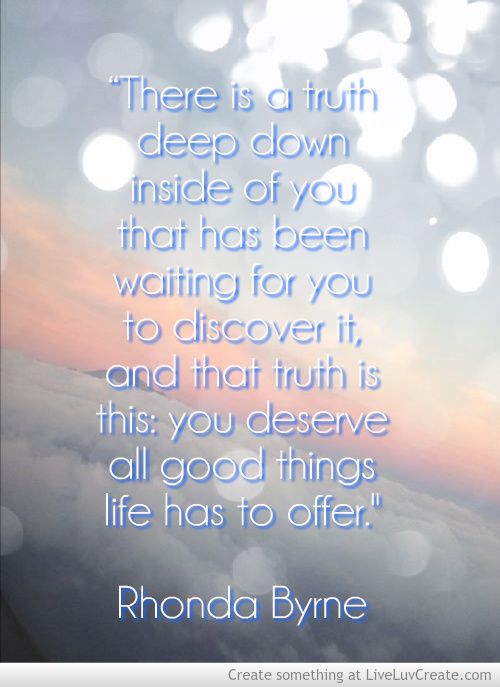 “There is a truth
deep down
inside of you
that has been
waiting for you
to discover it,
and that truth is
this: you deserve
all good things
life has to offer."
Rhonda Byrne
Create something at LiveLuvCreate.com